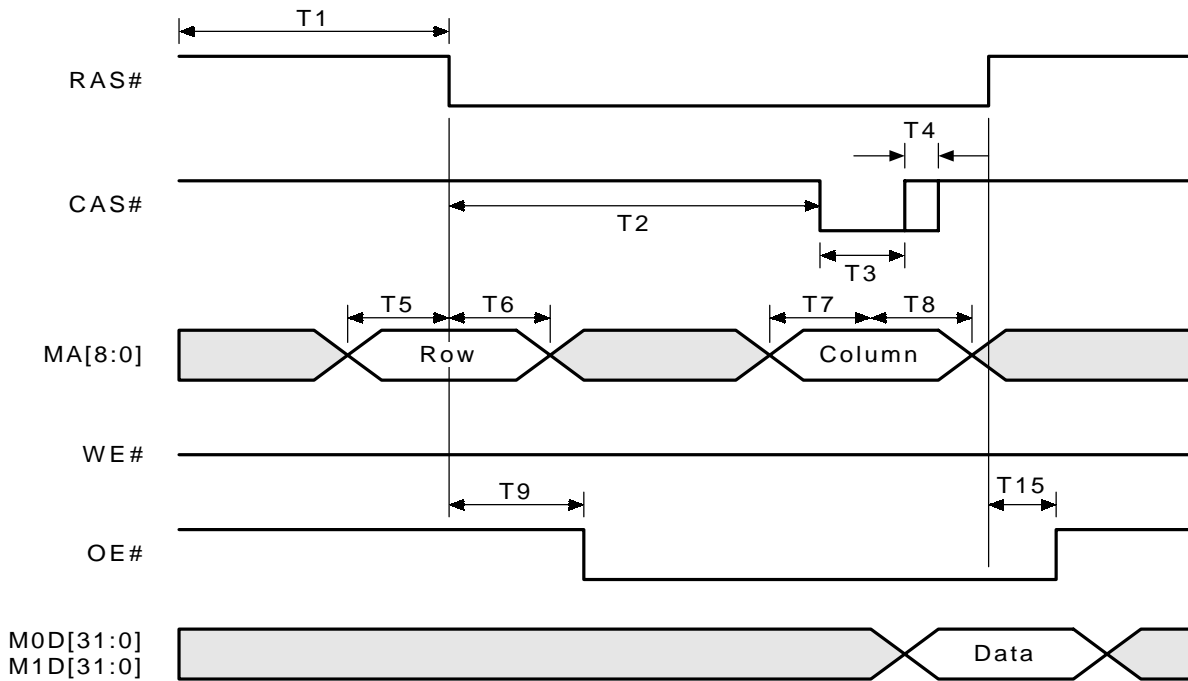 T1
RAS#
T4
CAS#
T2
T3
T5 T6 T7 T8
MA[8:0] Row Column
WE#
T9 T15
OE#
M0D[31:0]
M1D[31:0]
Data